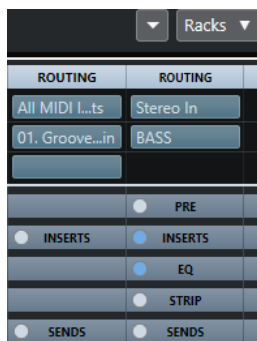 Racks
ROUTING ROUTING
All MIDI I...ts Stereo In
01. Groove...in BASS
PRE
INSERTS INSERTS
EQ
STRIP
SENDS SENDS